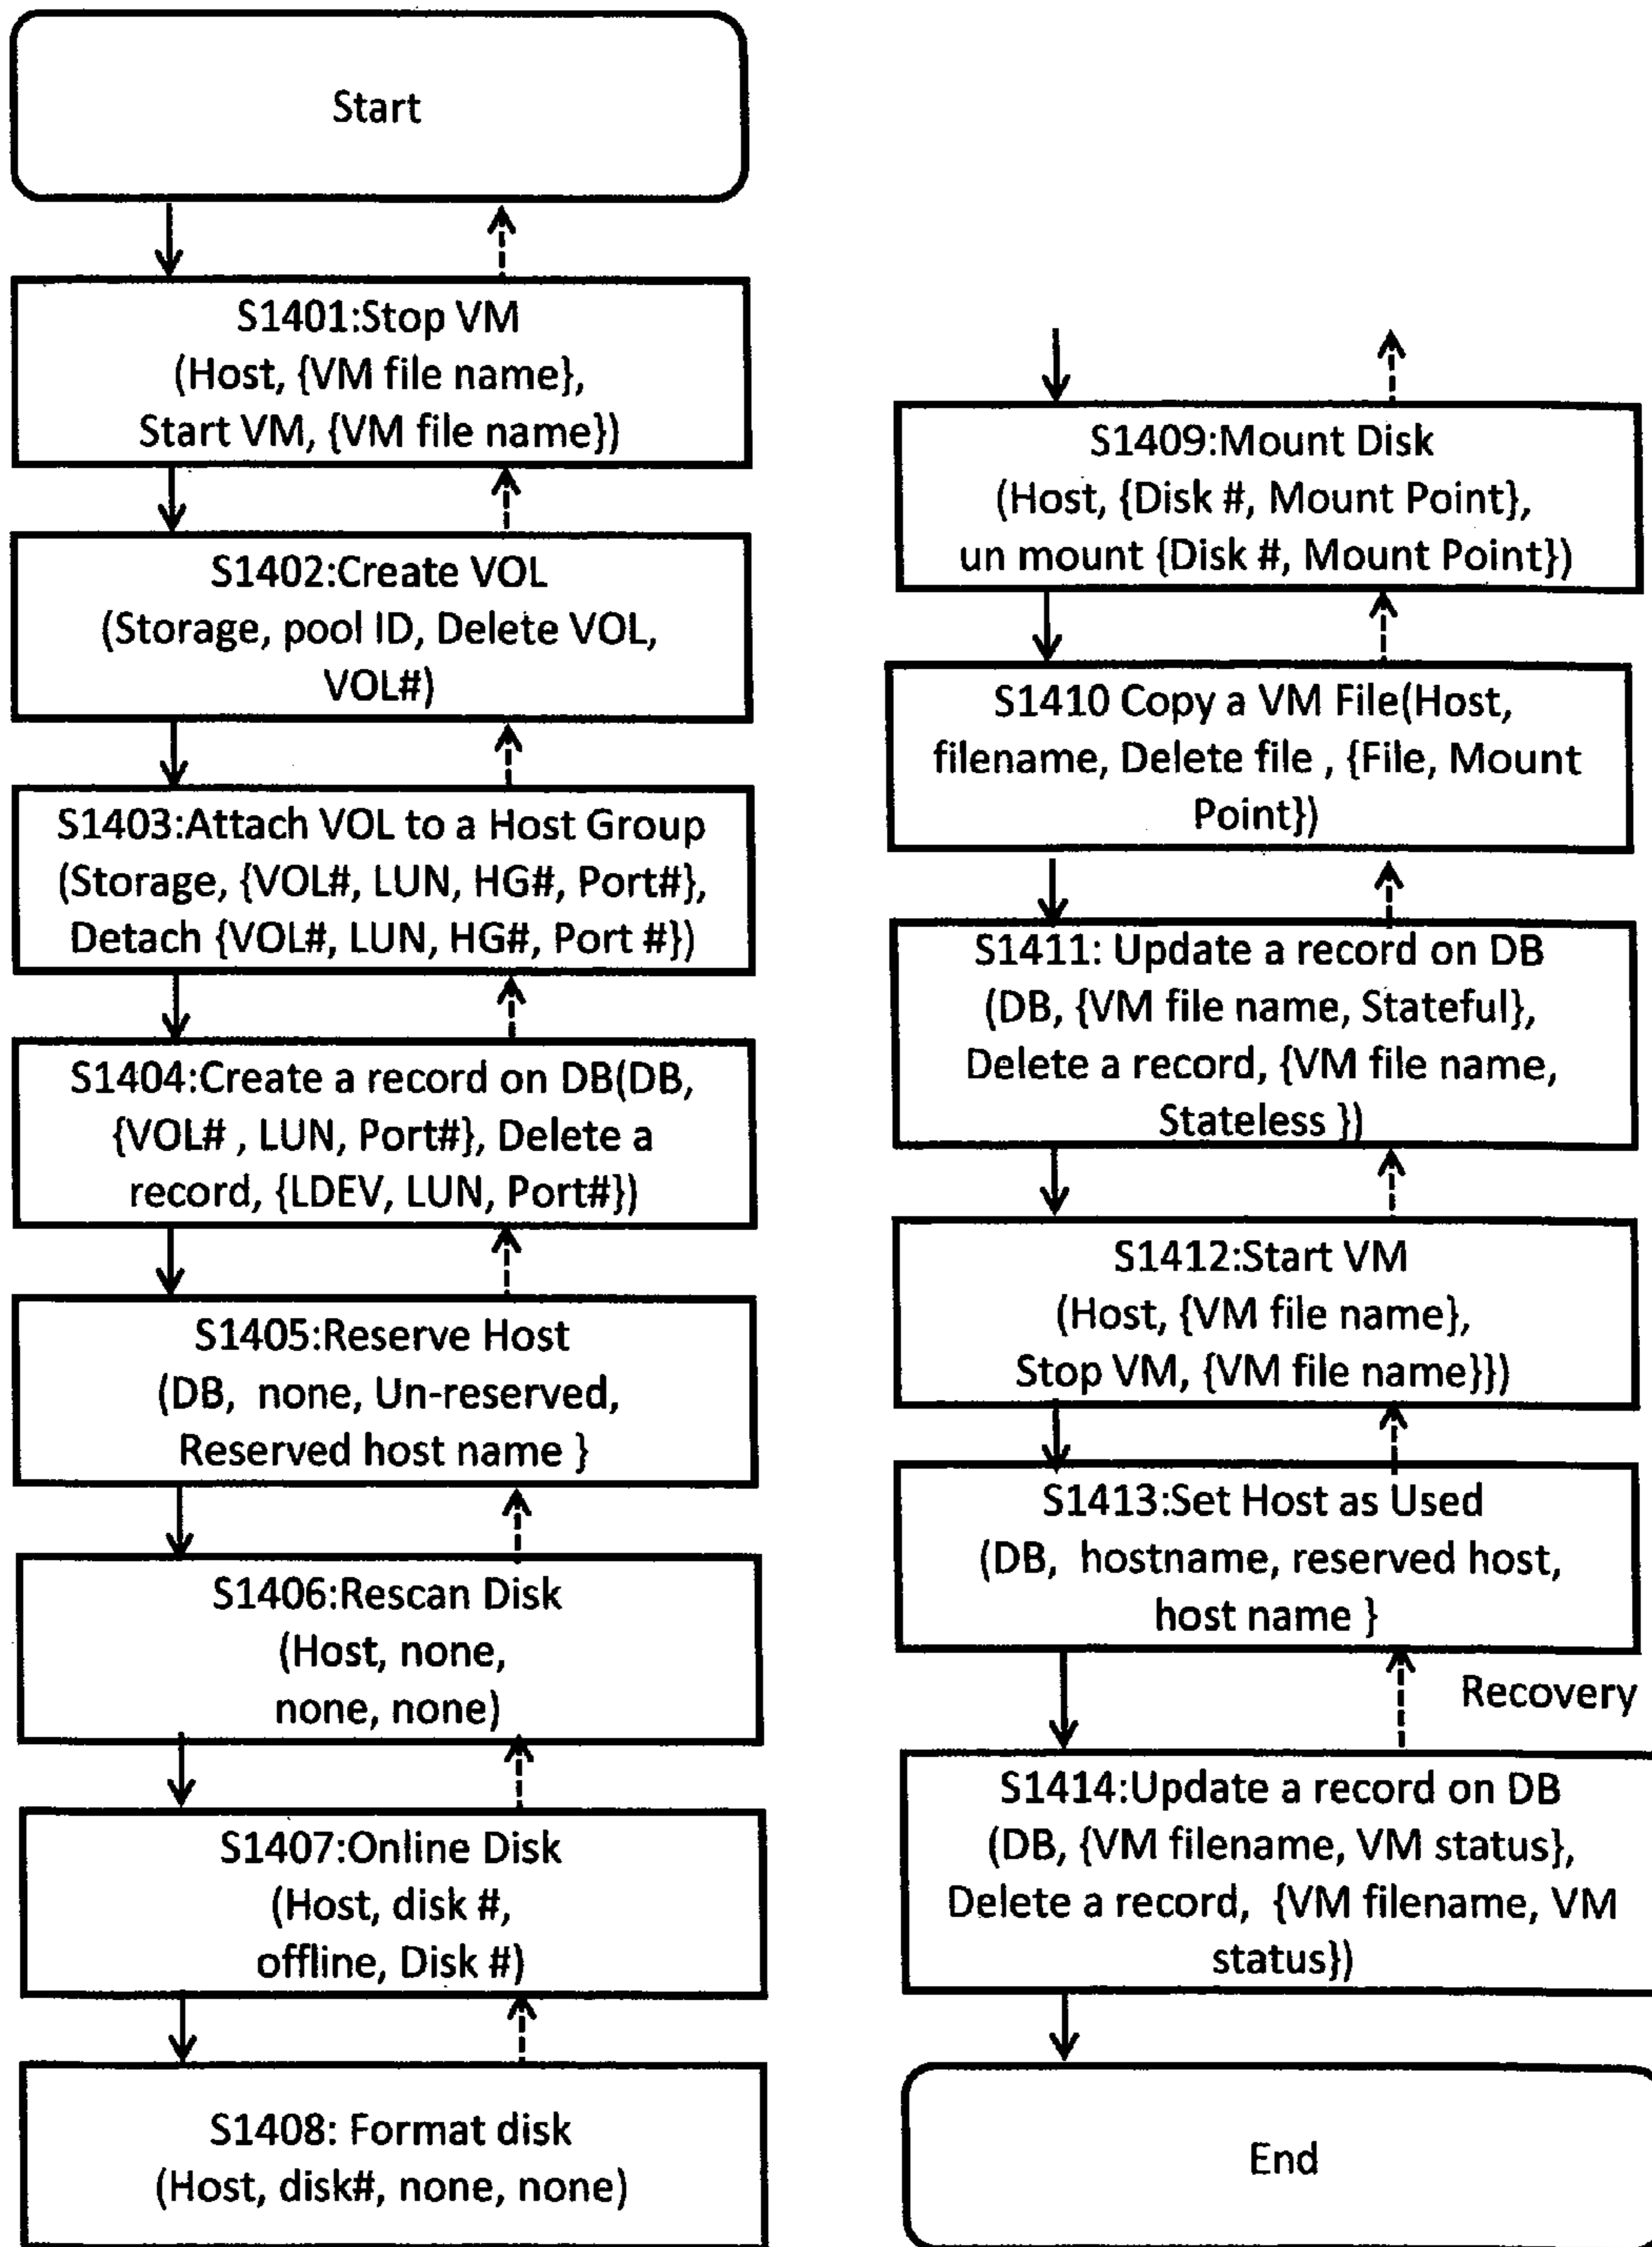 Start
S1401:Stop VM
(Host, {VM file name},
Start VM, {VM file name})
S1402:Create VOL
(Storage, pool ID, Delete VOL,
VOL#)
S1403:Attach VOL to a Host Group
(Storage, {VOL#, LUN, HG#, Port#},
Detach {VOL#, LUN, HG#, Port #})
S1404:Create a record on DB(DB,
{VOL# , LUN, Port#}, Delete a
record, {LDEV, LUN, Port#})
S1405:Reserve Host
(DB, none, Un-reserved,
Reserved host name }
S1406:Rescan Disk
(Host, none,
none, none)
S1407:Online Disk
(Host, disk #,
offline, Disk #)
S1408: Format disk
(Host, disk#, none, none)
S1409:Mount Disk
(Host, {Disk #, Mount Point},
un mount {Disk #, Mount Point})
S1410 Copy a VM File(Host,
filename, Delete file , {File, Mount
Point})
S1411: Update a record on DB
(DB, {VM file name, Stateful},
Delete a record, {VM file name,
Stateless })
S1412:Start VM
(Host, {VM file name},
Stop VM, {VM file name}})
S1413:Set Host as Used
(DB, hostname, reserved host,
host name }
Recovery
S1414:Update a record on DB
(DB, {VM filename, VM status},
Delete a record, {VM filename, VM
status})
End